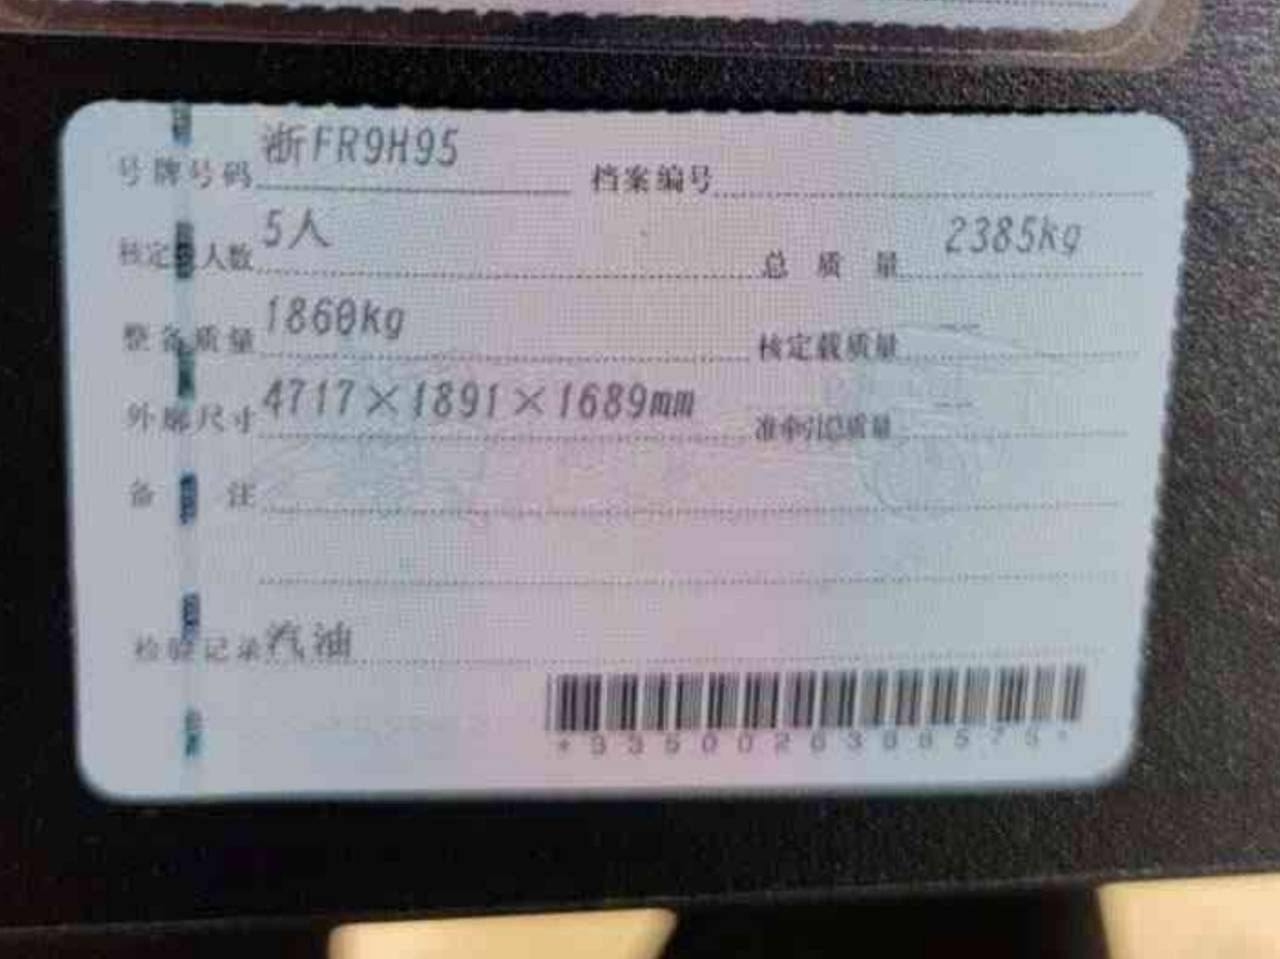 号牌号码 浙FR9H95 档案编号
核定载人数 5人 总质量 2385kg
整备质量 1860kg 核定载质量 --
外廓尺寸 4717×1891×1689mm 准牵引总质量 --
备注
检验记录 汽油